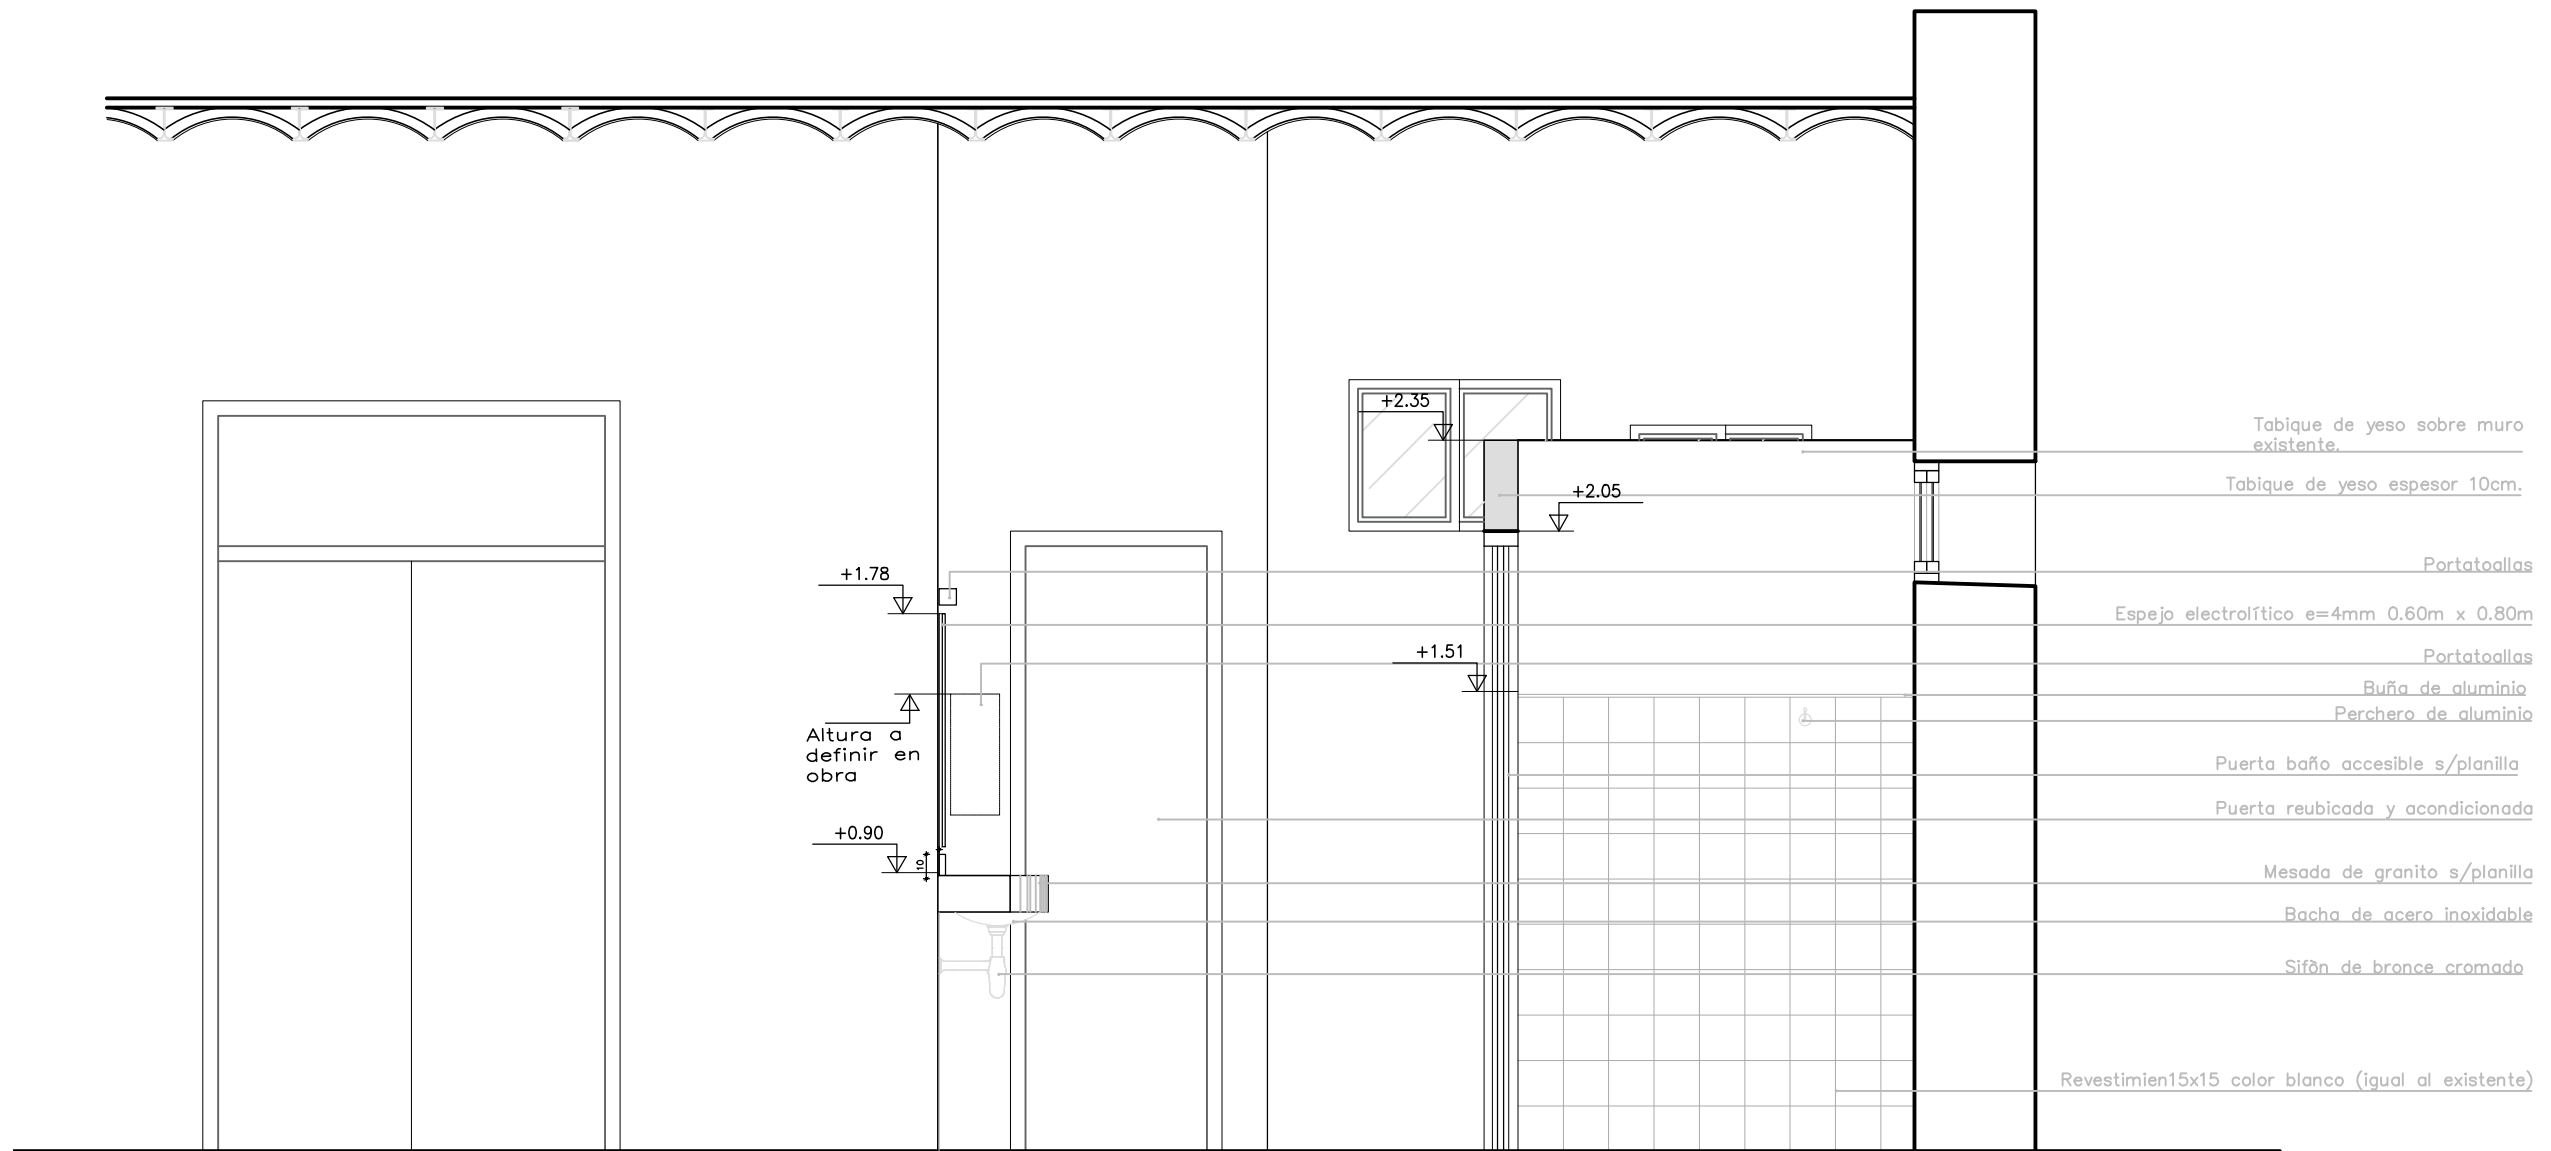 +2.35
Tabique de yeso sobre muro
existente.
Tabique de yeso espesor 10cm.
+2.05
Portatoallas
+1.78
Espejo electrolítico e=4mm 0.60m x 0.80m
+1.51
Portatoallas
Buña de aluminio
Perchero de aluminio
Altura a
definir en
obra
Puerta baño accesible s/planilla
Puerta reubicada y acondicionada
+0.90
10
Mesada de granito s/planilla
Bacha de acero inoxidable
Sifòn de bronce cromado
Revestimien15x15 color blanco (igual al existente)